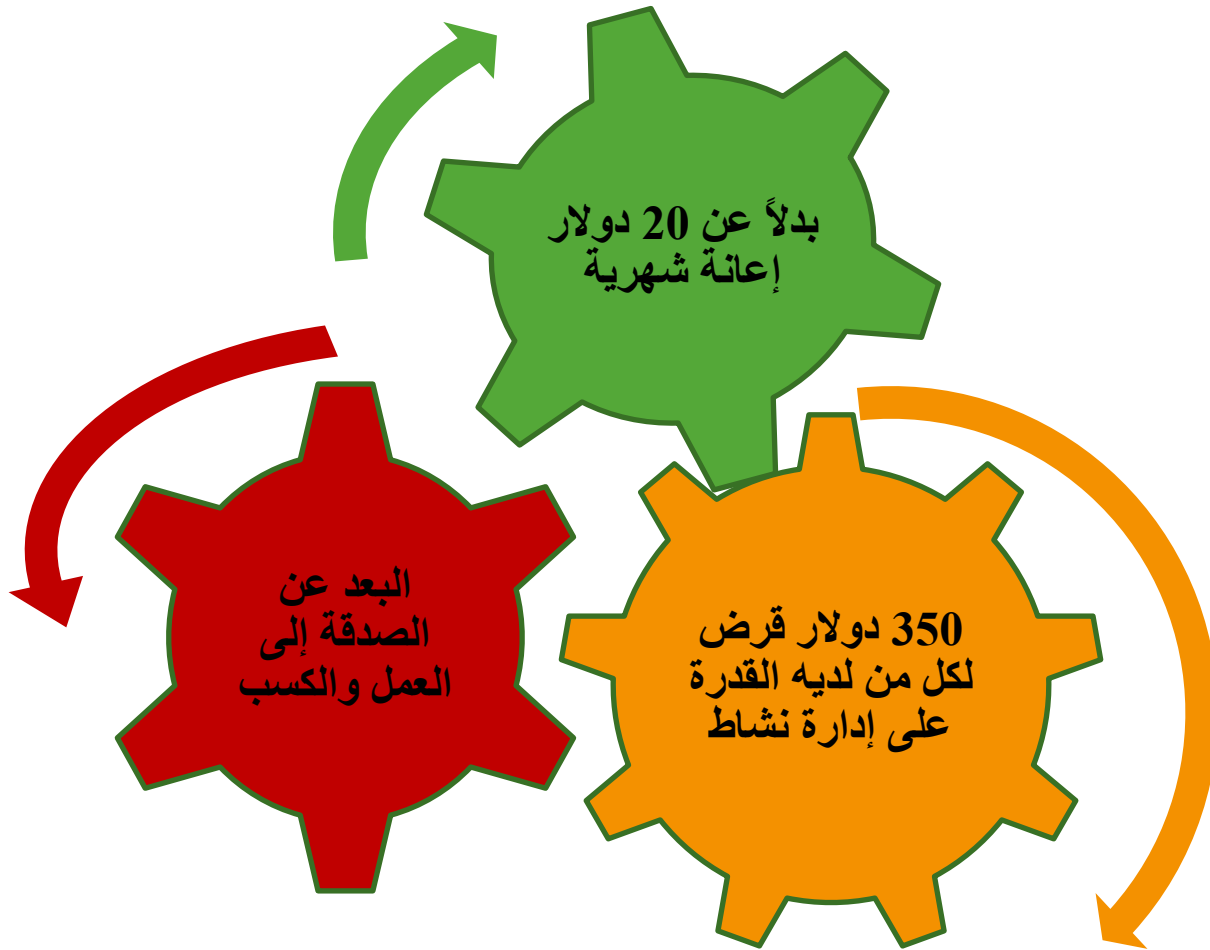 بدلاً عن 20 دولار
إعانة شهرية
البعد عن
الصدقة إلى
العمل والكسب
350 دولار قرض
لكل من لديه القدرة
على إدارة نشاط